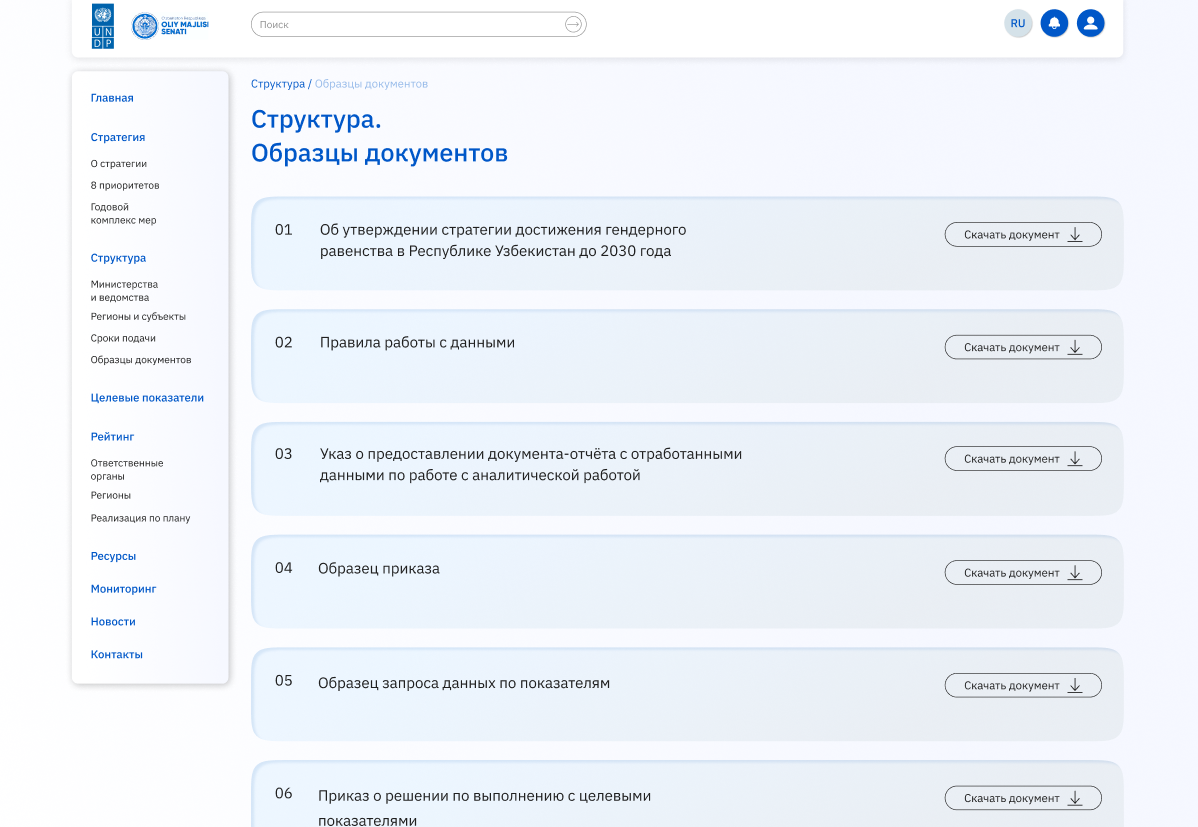 UN
DP
OLIY MAJLISI
SENATI
Поиск
RU
Главная
Стратегия
О стратегии
8 приоритетов
Годовой
комплекс мер
Структура
Министерства
и ведомства
Регионы и субъекты
Сроки подачи
Образцы документов
Целевые показатели
Рейтинг
Ответственные
органы
Регионы
Реализация по плану
Ресурсы
Мониторинг
Новости
Контакты
Структура / Образцы документов
Структура.
Образцы документов
01
Об утверждении стратегии достижения гендерного
равенства в Республике Узбекистан до 2030 года
Скачать документ
02
Правила работы с данными
Скачать документ
03
Указ о предоставлении документа-отчёта с отработанными
данными по работе с аналитической работой
Скачать документ
04
Образец приказа
Скачать документ
05
Образец запроса данных по показателям
Скачать документ
06
Приказ о решении по выполнению с целевыми
показателями
Скачать документ